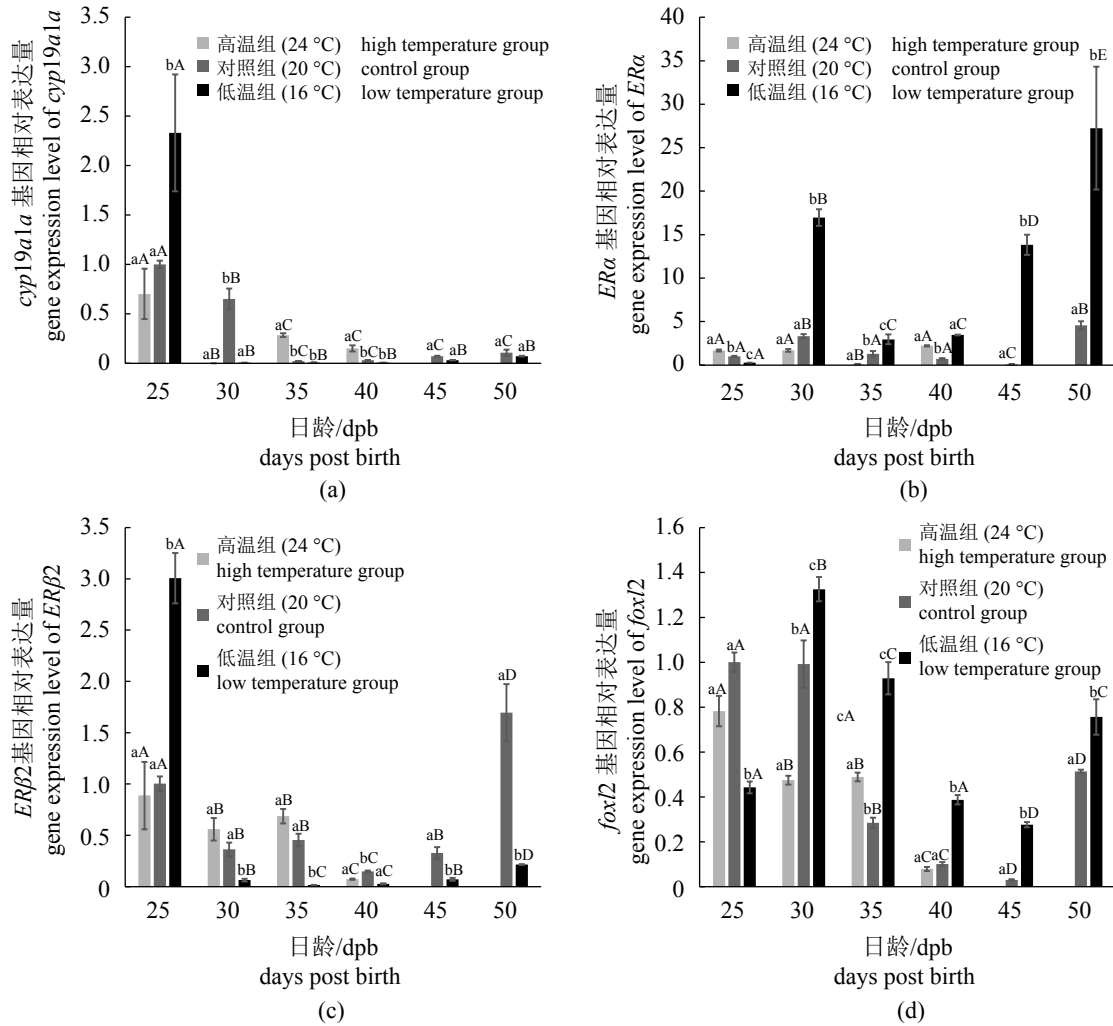 3.5
3.0
2.5
2.0
1.5
1.0
0.5
0
cyp19a1a 基因相对表达量
gene expression level of cyp19a1a
高温组 (24 °C) high temperature group
对照组 (20 °C) control group
低温组 (16 °C) low temperature group
aA aA bA
aB bB aB
aC bC bB
aC bC bB
aC aB
aC aB
25 30 35 40 45 50
日龄/dpb
days post birth
(a)
40
35
30
25
20
15
10
5
0
ERα 基因相对表达量
gene expression level of ERα
高温组 (24 °C) high temperature group
对照组 (20 °C) control group
低温组 (16 °C) low temperature group
aA bA cA
aA aB bB
aB bA cC
aA bA aC
aC bD
aB bE
25 30 35 40 45 50
日龄/dpb
days post birth
(b)
3.5
3.0
2.5
2.0
1.5
1.0
0.5
0
ERβ2基因相对表达量
gene expression level of ERβ2
高温组 (24 °C)
high temperature group
对照组 (20 °C)
control group
低温组 (16 °C)
low temperature group
aA aA bA
aB aB bB
aB aB bC
aC bC aC
aB bB
aD bD
25 30 35 40 45 50
日龄/dpb
days post birth
(c)
1.6
1.4
1.2
1.0
0.8
0.6
0.4
0.2
0
foxl2 基因相对表达量
gene expression level of foxl2
高温组 (24 °C)
high temperature group
对照组 (20 °C)
control group
低温组 (16 °C)
low temperature group
aA aA bA
aB bA cB
cA
aB bB cC
aC aC bA
aD bD
aD bC
25 30 35 40 45 50
日龄/dpb
days post birth
(d)